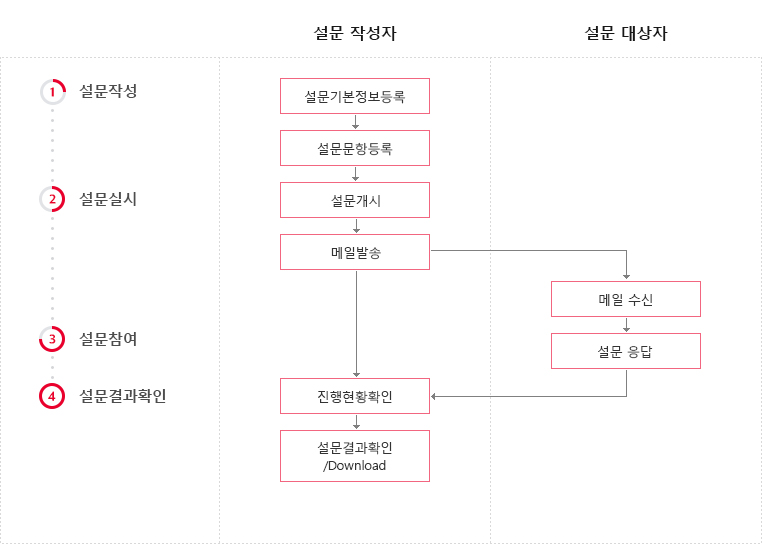 설문 작성자
설문 대상자
1 설문작성
설문기본정보등록
설문문항등록
2 설문실시
설문개시
메일발송
메일 수신
3 설문참여
설문 응답
4 설문결과확인
진행현황확인
설문결과확인
/Download